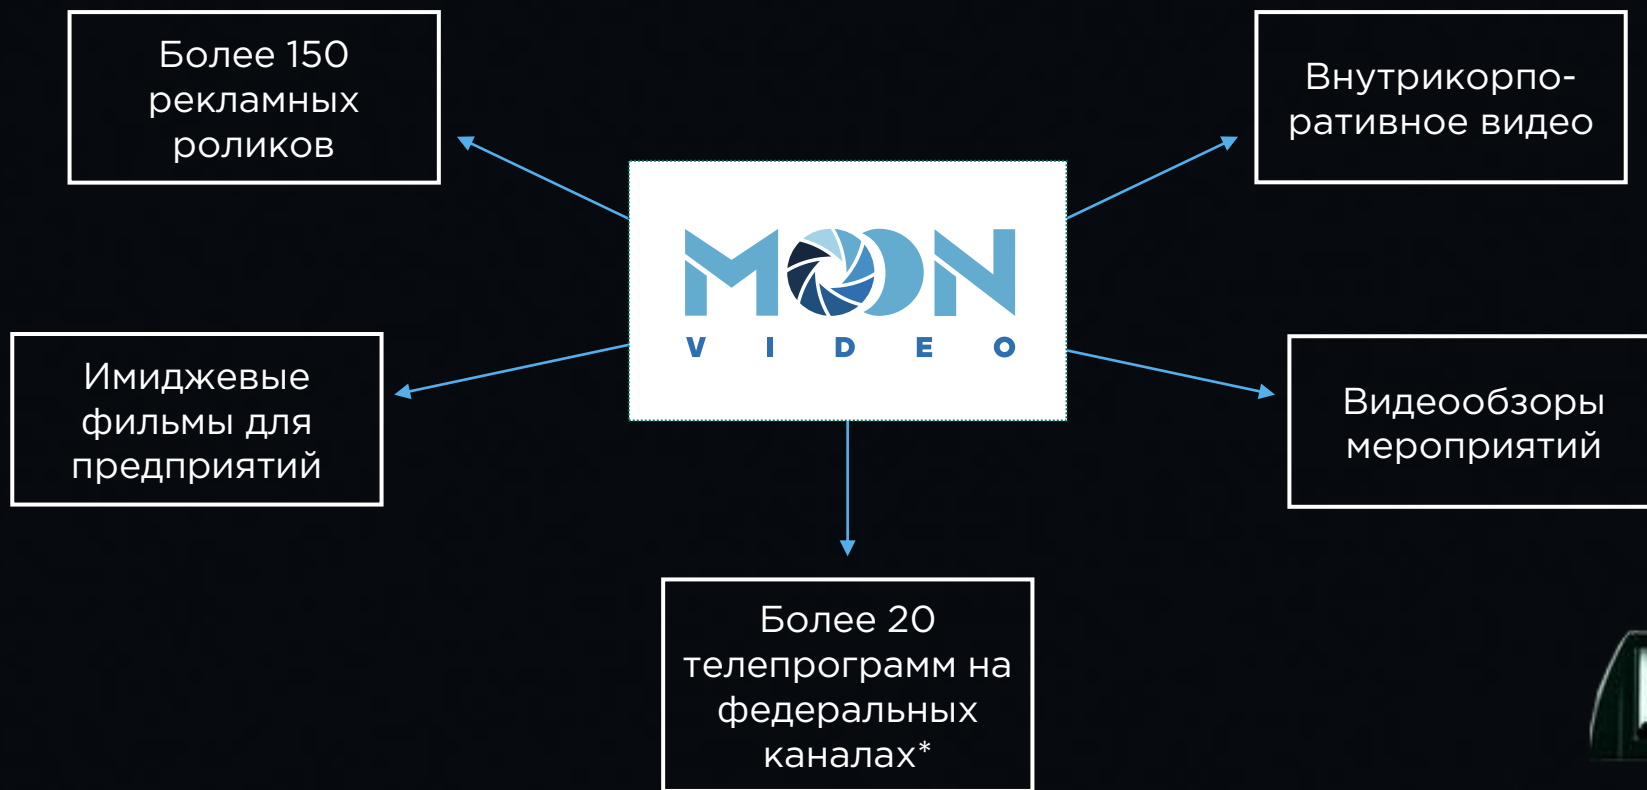 Более 150
рекламных
роликов
Внутрикорпо-
ративное видео
MOON
VIDEO
Имиджевые
фильмы для
предприятий
Видеообзоры
мероприятий
Более 20
телепрограмм на
федеральных
каналах*